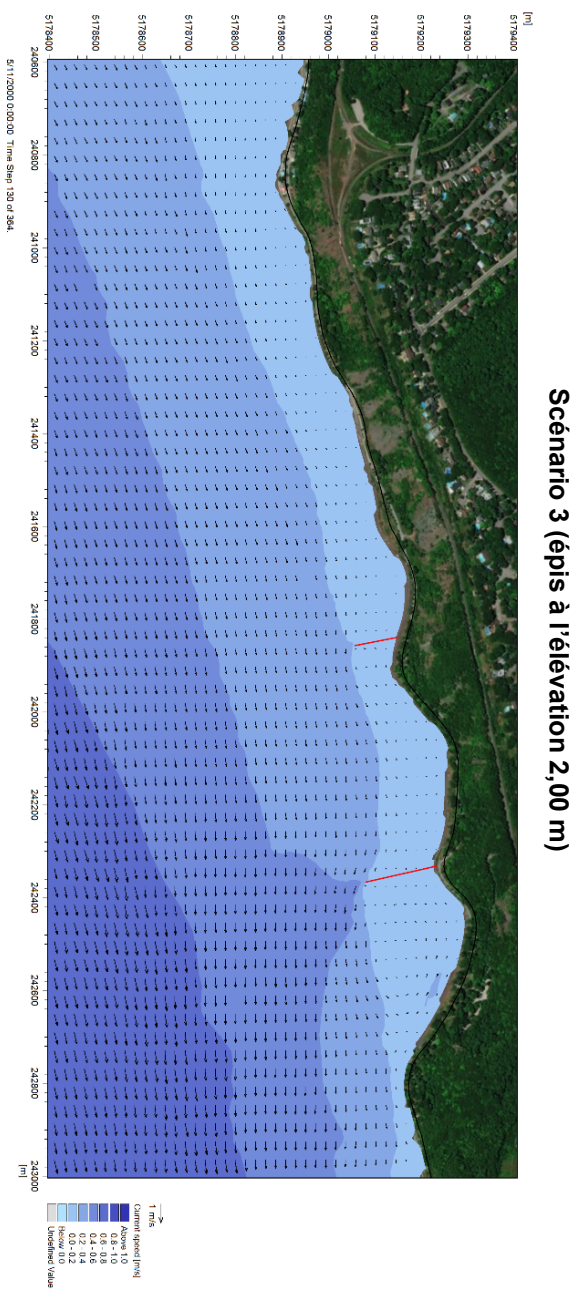 Scénario 3 (épis à l'élévation 2,00 m)
[m]
5179400
5179300
5179200
5179100
5179000
5178900
5178800
5178700
5178600
5178500
5178400
240600
240800
241000
241200
241400
241600
241800
242000
242200
242400
242600
242800
243000
[m]
5/11/2000 0:00:00 Time Step 130 of 364.
1 m/s
Current speed [m/s]
Above 1.0
0.8 - 1.0
0.6 - 0.8
0.4 - 0.6
0.2 - 0.4
0.0 - 0.2
Below 0.0
Undefined Value